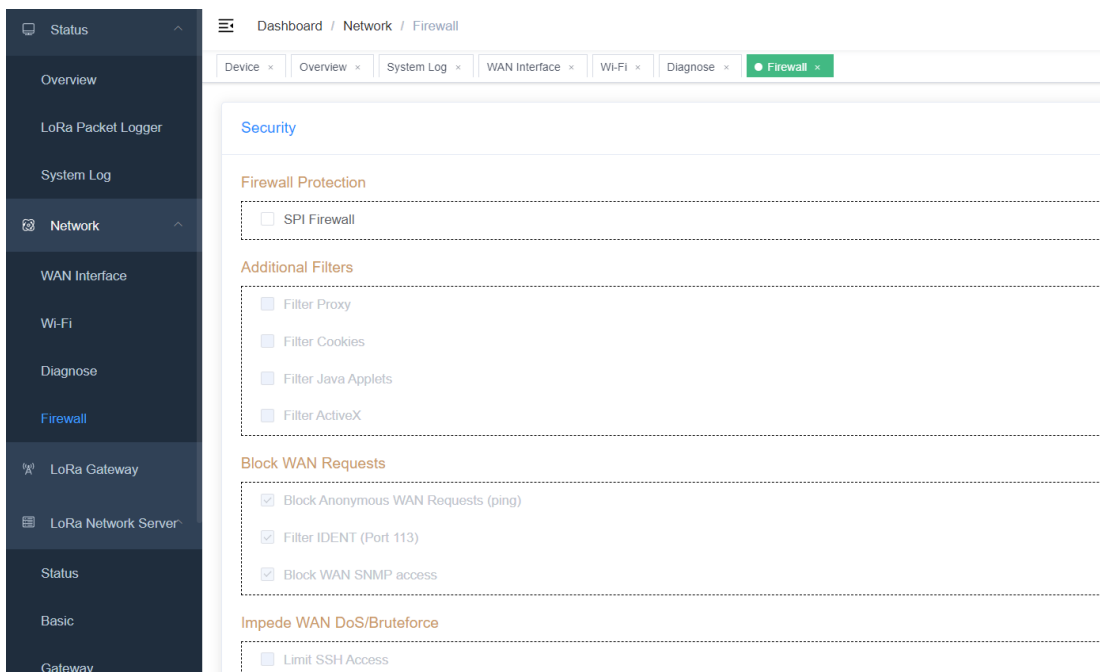 Status
Overview
LoRa Packet Logger
System Log
Network
WAN Interface
Wi-Fi
Diagnose
Firewall
LoRa Gateway
LoRa Network Server
Status
Basic
Gateway
Dashboard / Network / Firewall
Device × Overview × System Log × WAN Interface × Wi-Fi × Diagnose × Firewall ×
Security
Firewall Protection
SPI Firewall
Additional Filters
Filter Proxy
Filter Cookies
Filter Java Applets
Filter ActiveX
Block WAN Requests
Block Anonymous WAN Requests (ping)
Filter IDENT (Port 113)
Block WAN SNMP access
Impede WAN DoS/Bruteforce
Limit SSH Access